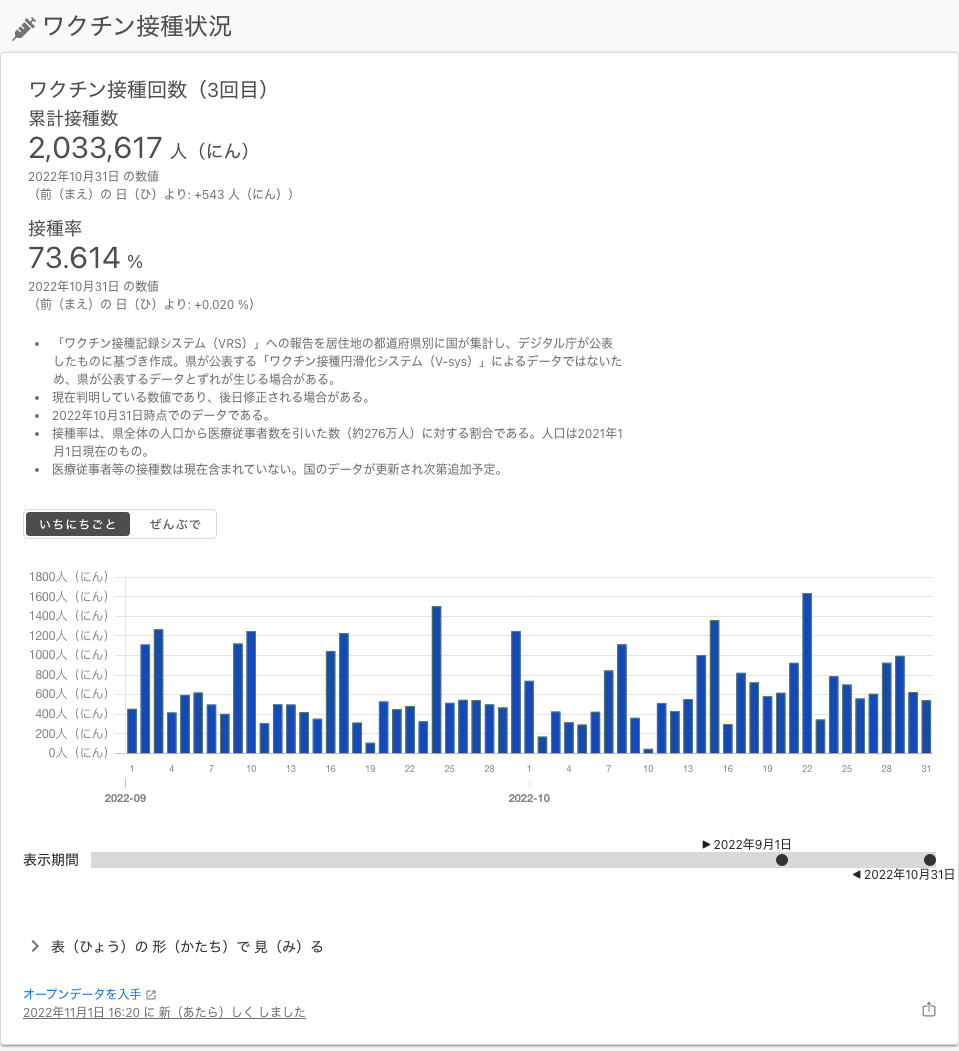 ワクチン接種状況
ワクチン接種回数（3回目）
累計接種数
2,033,617 人（にん）
2022年10月31日 の数値
（前（まえ）の 日（ひ）より: +543 人（にん））
接種率
73.614 %
2022年10月31日 の数値
（前（まえ）の 日（ひ）より: +0.020 %）
• 「ワクチン接種記録システム（VRS）」への報告を居住地の都道府県別に国が集計し、デジタル庁が公表
したものに基づき作成。県が公表する「ワクチン接種円滑化システム（V-sys）」によるデータではないた
め、県が公表するデータとずれが生じる場合がある。
• 現在判明している数値であり、後日修正される場合がある。
• 2022年10月31日時点でのデータである。
• 接種率は、県全体の人口から医療従事者数を引いた数（約276万人）に対する割合である。人口は2021年1
月1日現在のもの。
• 医療従事者等の接種数は現在含まれていない。国のデータが更新され次第追加予定。
いちにちごと ぜんぶで
1800人（にん）
1600人（にん）
1400人（にん）
1200人（にん）
1000人（にん）
800人（にん）
600人（にん）
400人（にん）
200人（にん）
0人（にん）
1 4 7 10 13 16 19 22 25 28 1 4 7 10 13 16 19 22 25 28 31
2022-09 2022-10
▶ 2022年9月1日
表示期間
◀ 2022年10月31日
表（ひょう）の 形（かたち）で 見（み）る
オープンデータを入手
2022年11月1日 16:20 に 新（あたら）しく しました